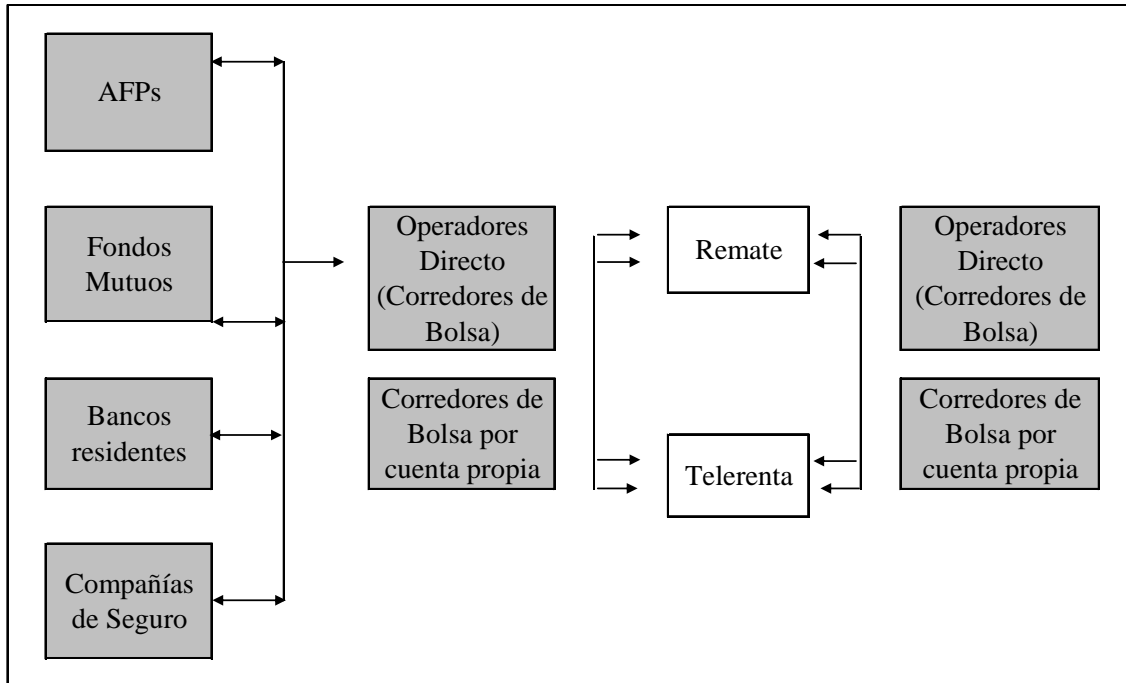 AFPs
Fondos
Mutuos
Bancos
residentes
Compañías
de Seguro
Operadores
Directo
(Corredores de
Bolsa)
Corredores de
Bolsa por
cuenta propia
Remate
Telerenta
Operadores
Directo
(Corredores de
Bolsa)
Corredores de
Bolsa por
cuenta propia